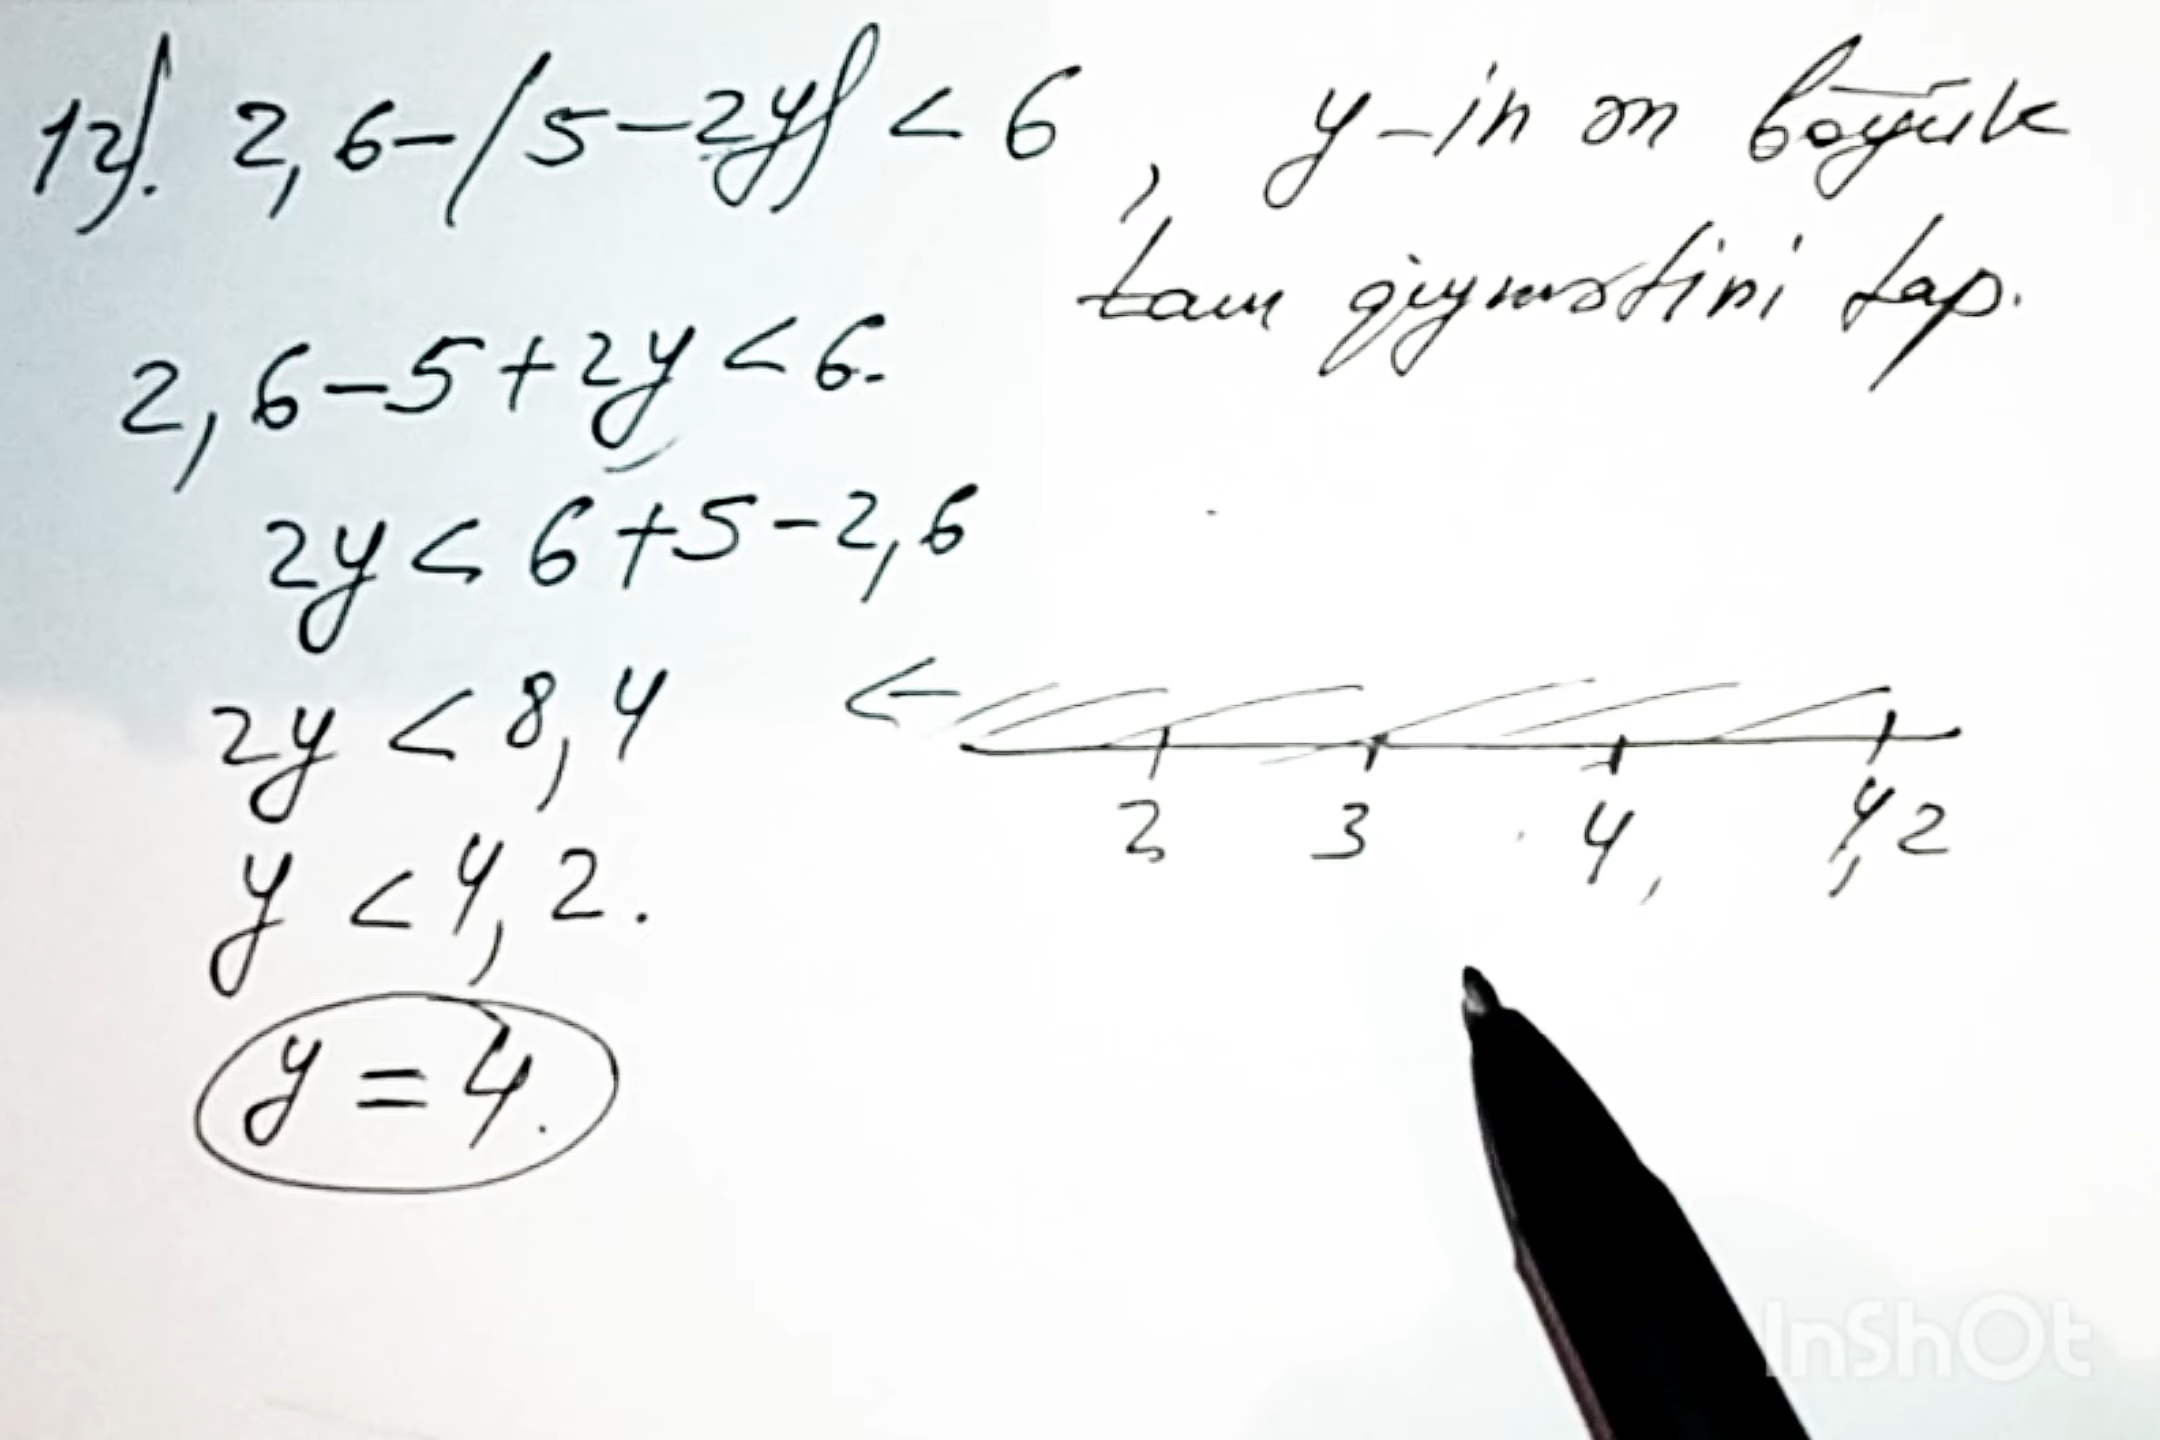 12). 2,6-(5-2y) < 6, y-in ən böyük
tam qiymətini tap.
2,6-5+2y < 6.
2y < 6+5-2,6
2y < 8,4
2 3 4, 4,2
y < 4,2.
y = 4.
InShOt